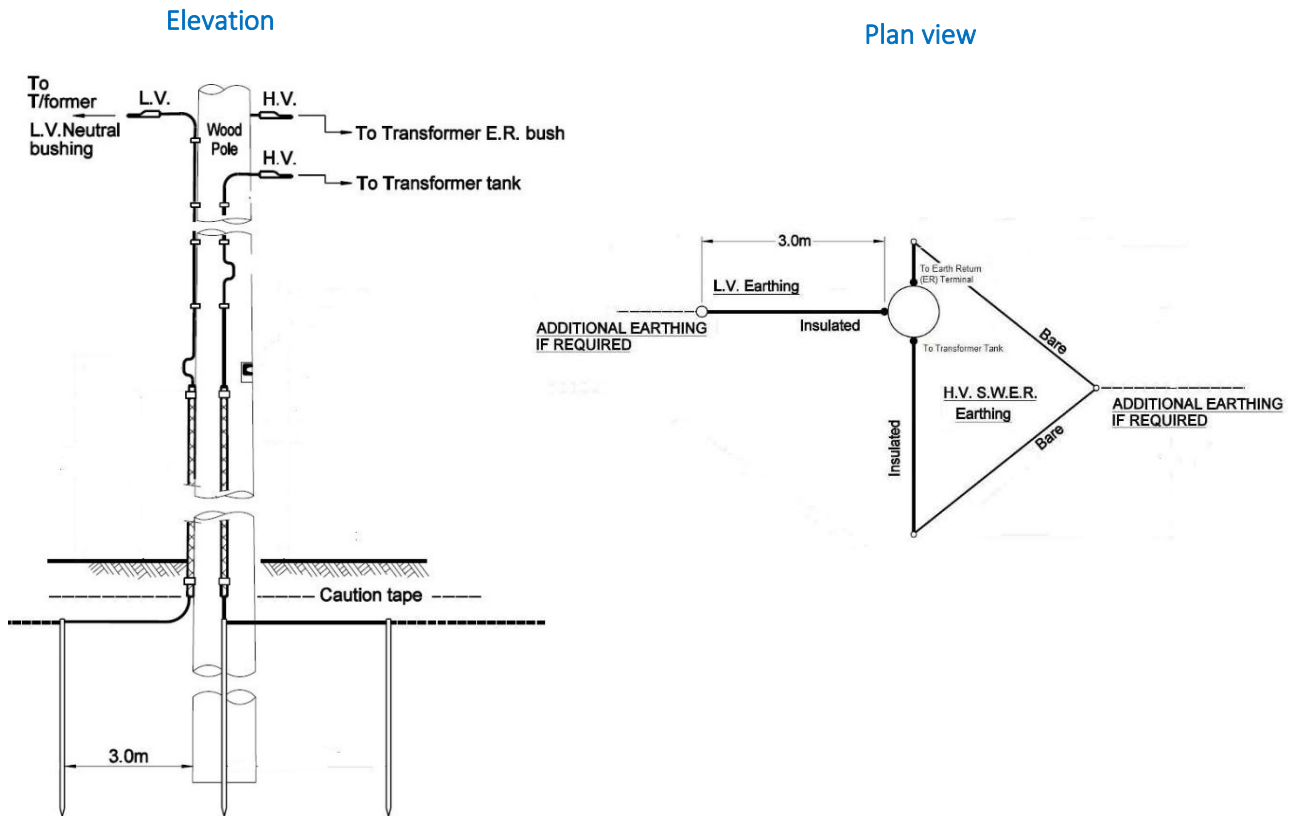 Elevation
Plan view
To
T/former
L.V.Neutral
bushing
L.V.
Wood
Pole
H.V.
To Transformer E.R. bush
H.V.
To Transformer tank
Caution tape
3.0m
3.0m
L.V. Earthing
Insulated
ADDITIONAL EARTHING
IF REQUIRED
To Earth Return
(ER) Terminal
To Transformer Tank
Bare
H.V. S.W.E.R.
Earthing
Insulated
Bare
ADDITIONAL EARTHING
IF REQUIRED